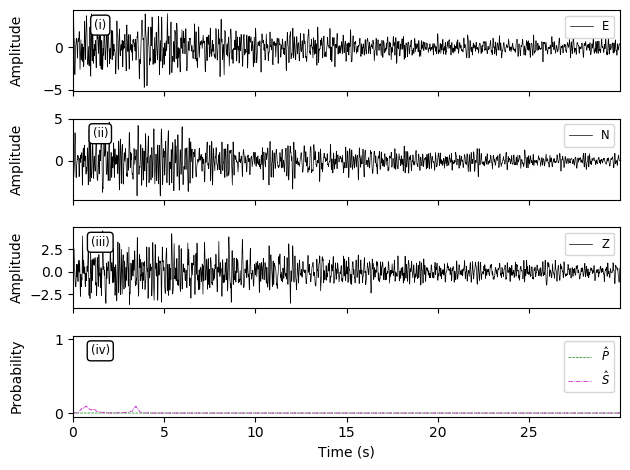 Amplitude
0
−5
(i)
E
Amplitude
5
0
(ii)
N
Amplitude
2.5
0.0
−2.5
(iii)
Z
Probability
1
0
(iv)
P̂
Ŝ
0 5 10 15 20 25
Time (s)